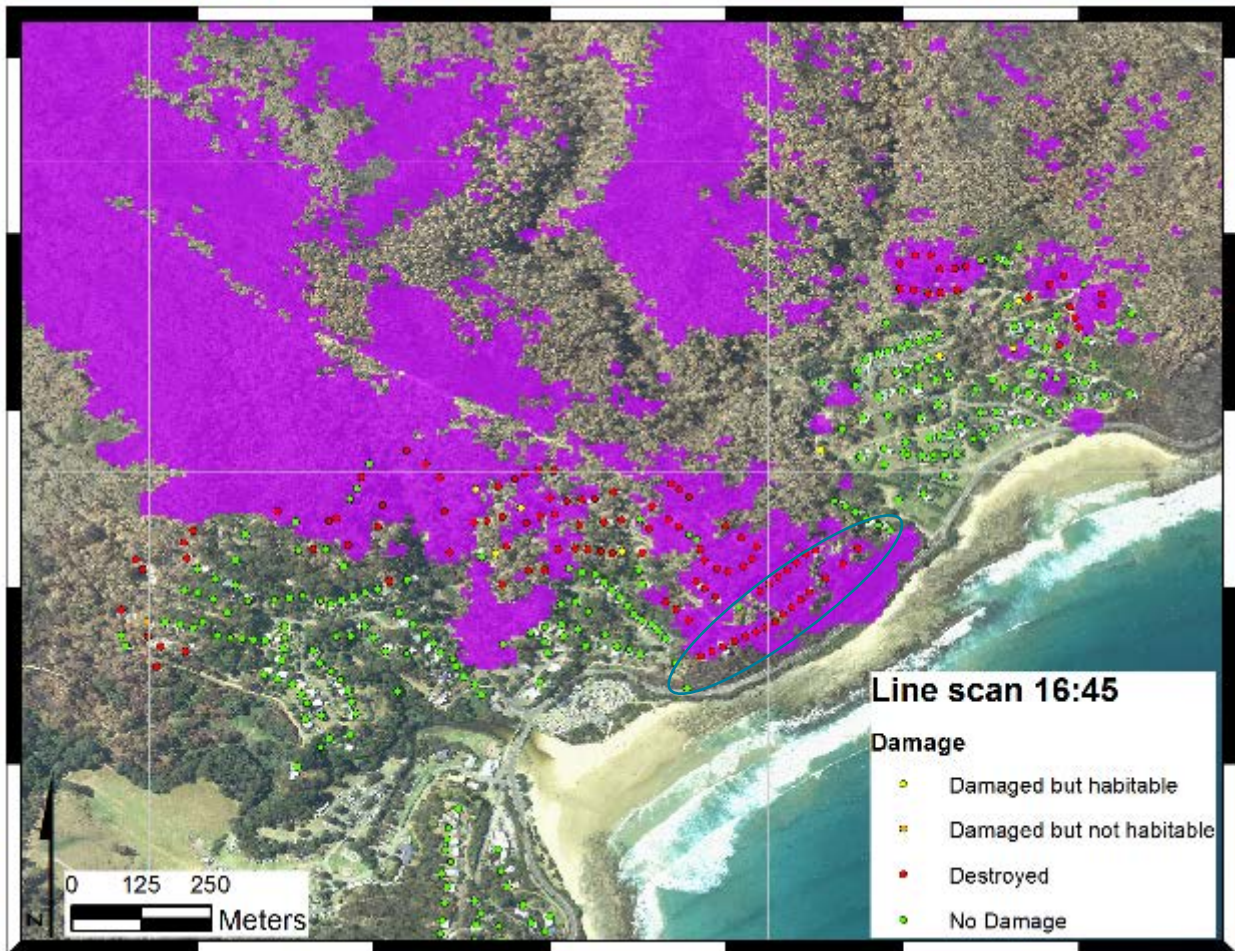 Line scan 16:45
Damage
Damaged but habitable
Damaged but not habitable
Destroyed
No Damage
0 125 250
Meters
N